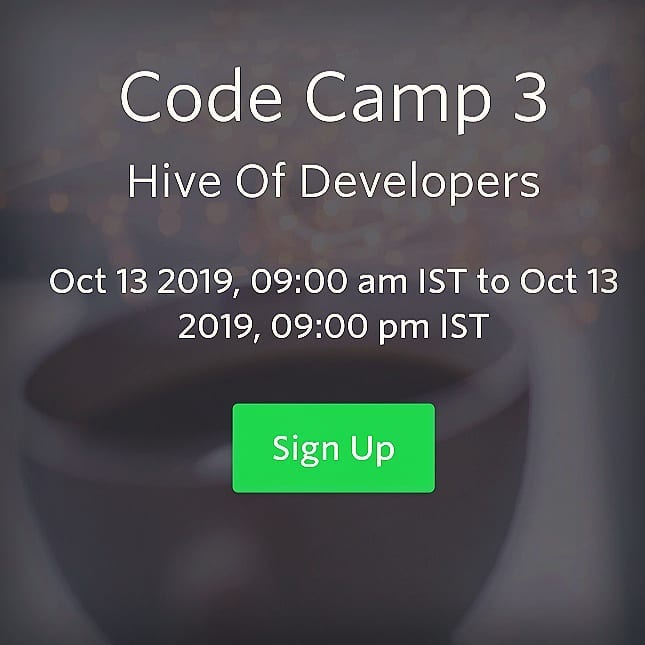 Code Camp 3
Hive Of Developers
Oct 13 2019, 09:00 am IST to Oct 13
2019, 09:00 pm IST
Sign Up